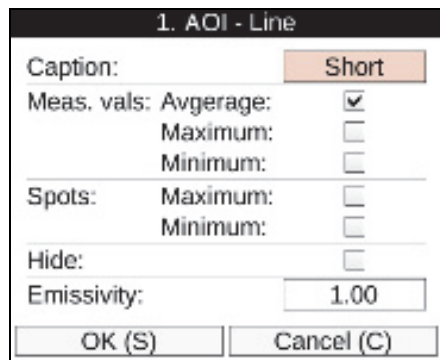 1. AOI - Line
Caption: Short
Meas. vals: Avgerage:
Maximum:
Minimum:
Spots: Maximum:
Minimum:
Hide:
Emissivity: 1.00
OK (S) Cancel (C)